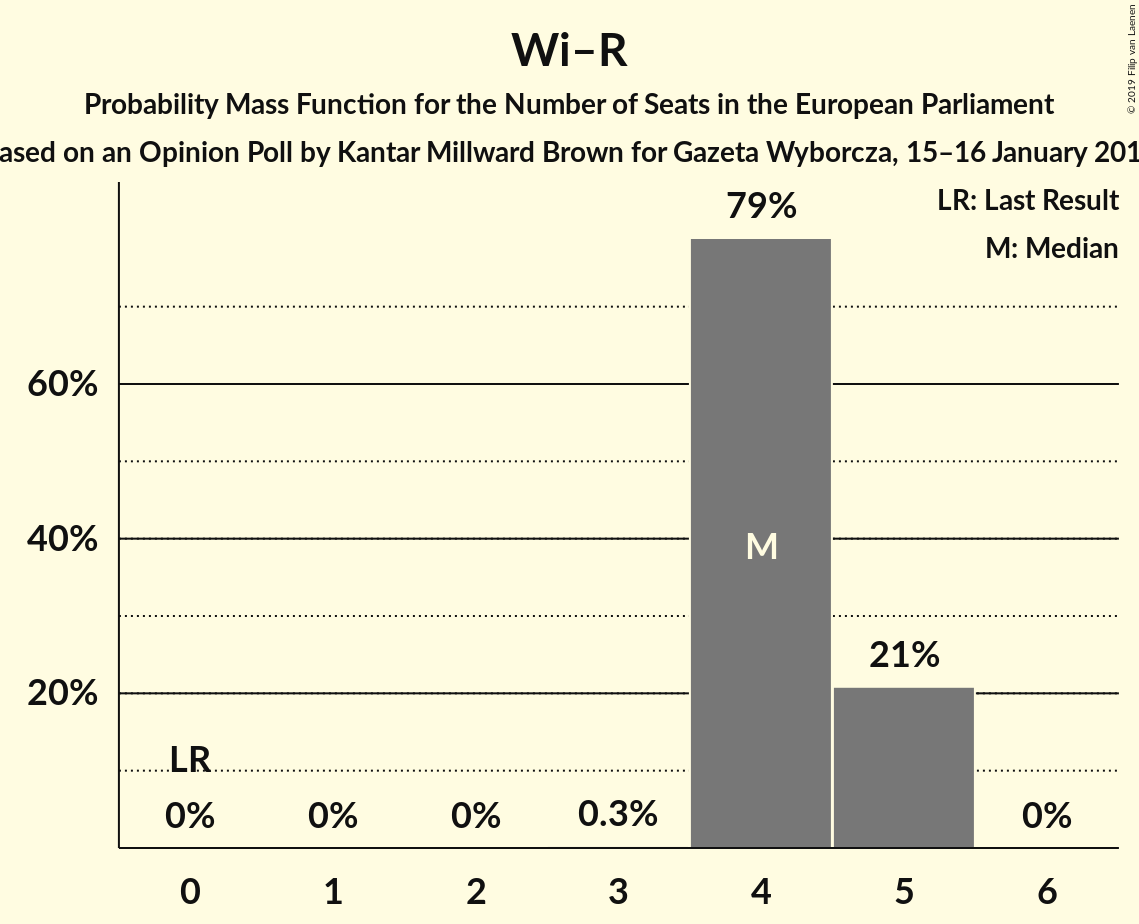 Wi–R
Probability Mass Function for the Number of Seats in the European Parliament
ased on an Opinion Poll by Kantar Millward Brown for Gazeta Wyborcza, 15–16 January 201
© 2019 Filip van Laenen
LR: Last Result
M: Median
79%
60%
40%
M
21%
20%
LR
0% 0% 0% 0.3% 0%
0 1 2 3 4 5 6